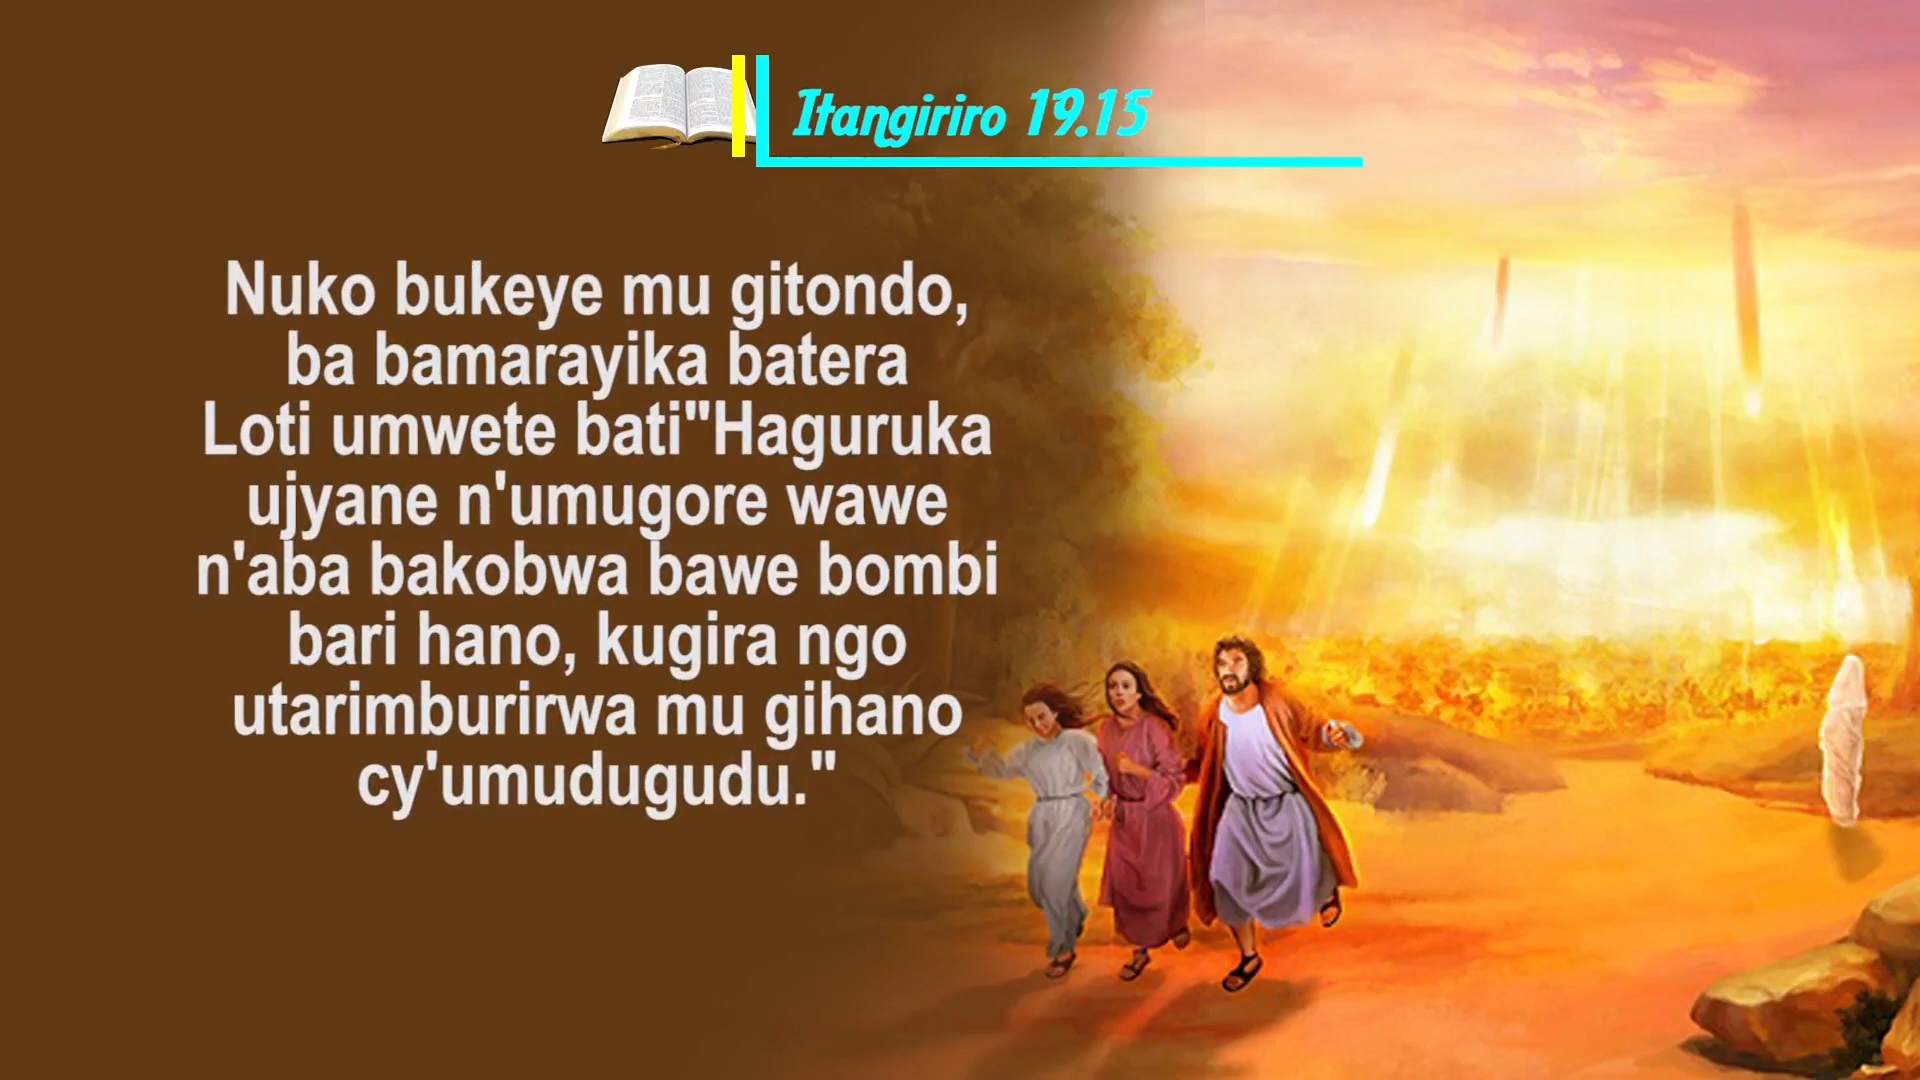 Itangiriro 19.15
Nuko bukeye mu gitondo,
ba bamarayika batera
Loti umwete bati"Haguruka
ujyane n'umugore wawe
n'aba bakobwa bawe bombi
bari hano, kugira ngo
utarimburirwa mu gihano
cy'umudugudu."